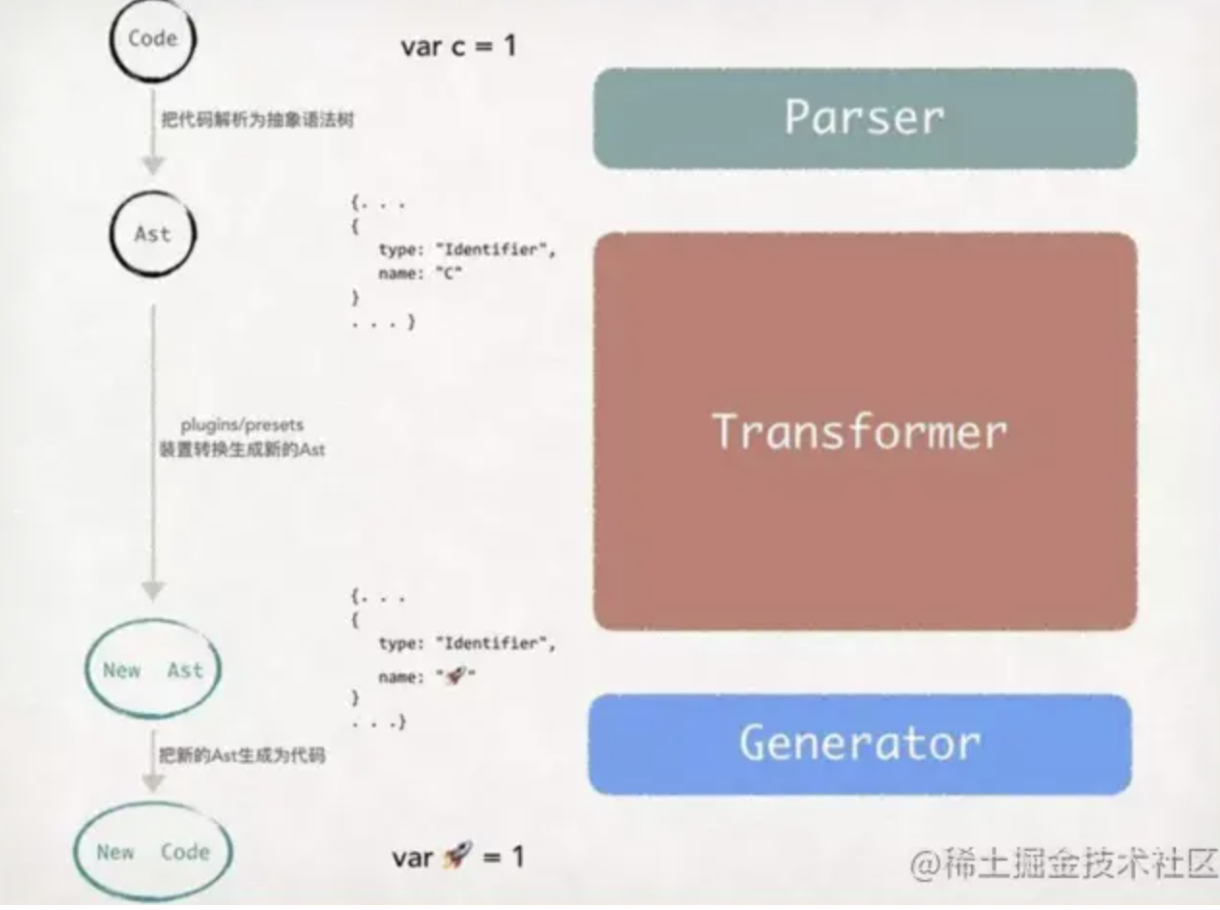 Code
var c = 1
Parser
把代码解析为抽象语法树
Ast
{. . .
{
type: "Identifier",
name: "C"
}
. . . }
Transformer
plugins/presets
装置转换生成新的Ast
{. . .
{
type: "Identifier",
name: "🚀"
}
. . .}
New Ast
Generator
把新的Ast生成为代码
New Code
var 🚀 = 1
@稀土掘金技术社区